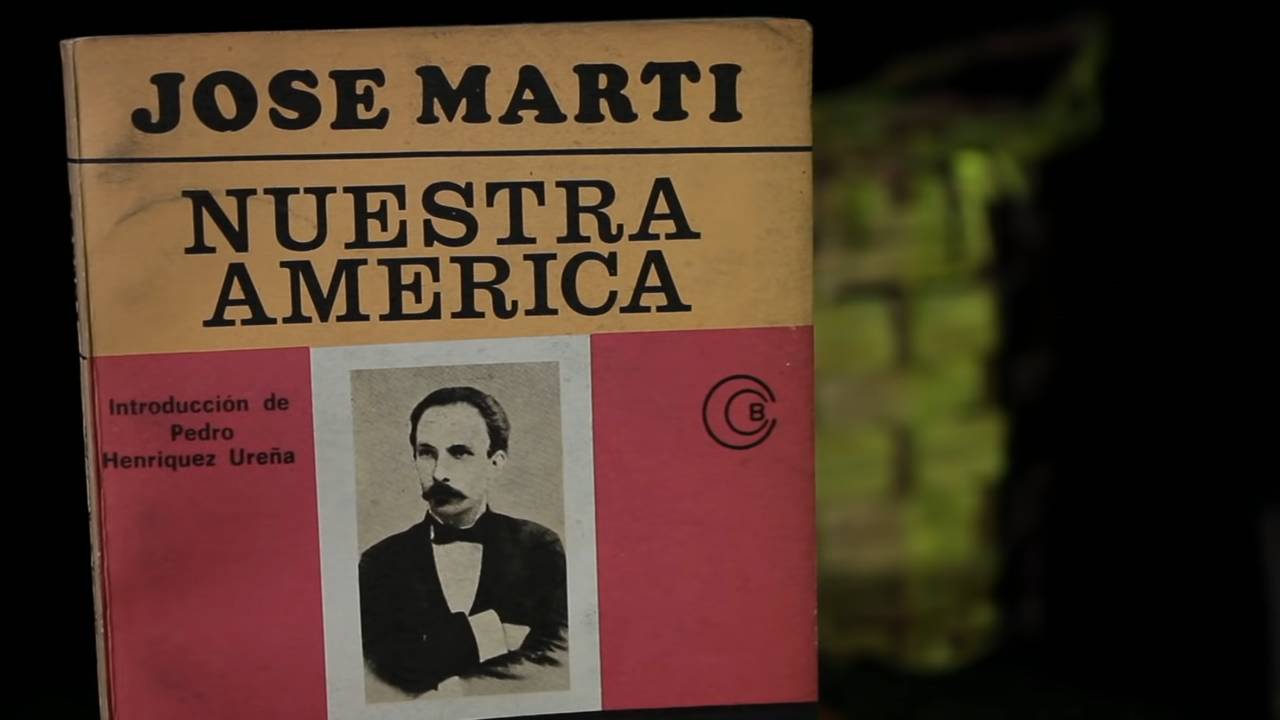 JOSE MARTI
NUESTRA
AMERICA
Introducción de
Pedro
Henriquez Ureña
B